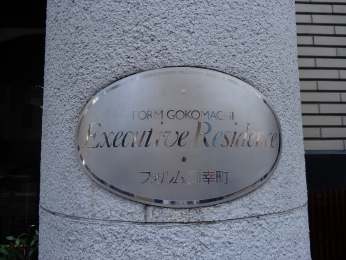 FORM GOKOMACHI
Executive Residence
フォルム御幸町